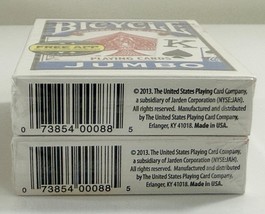 BICYCLE
FREE APP
PLAYING CARDS
JUMBO
© 2013. The United States Playing Card Company,
a subsidiary of Jarden Corporation (NYSE:JAH).
All rights reserved. Manufactured and distributed
by The United States Playing Card Company,
Erlanger, KY 41018. Made in USA.
0 73854 00088 5
© 2013. The United States Playing Card Company,
a subsidiary of Jarden Corporation (NYSE:JAH).
All rights reserved. Manufactured and distributed
by The United States Playing Card Company,
Erlanger, KY 41018. Made in USA.
0 73854 00088 5